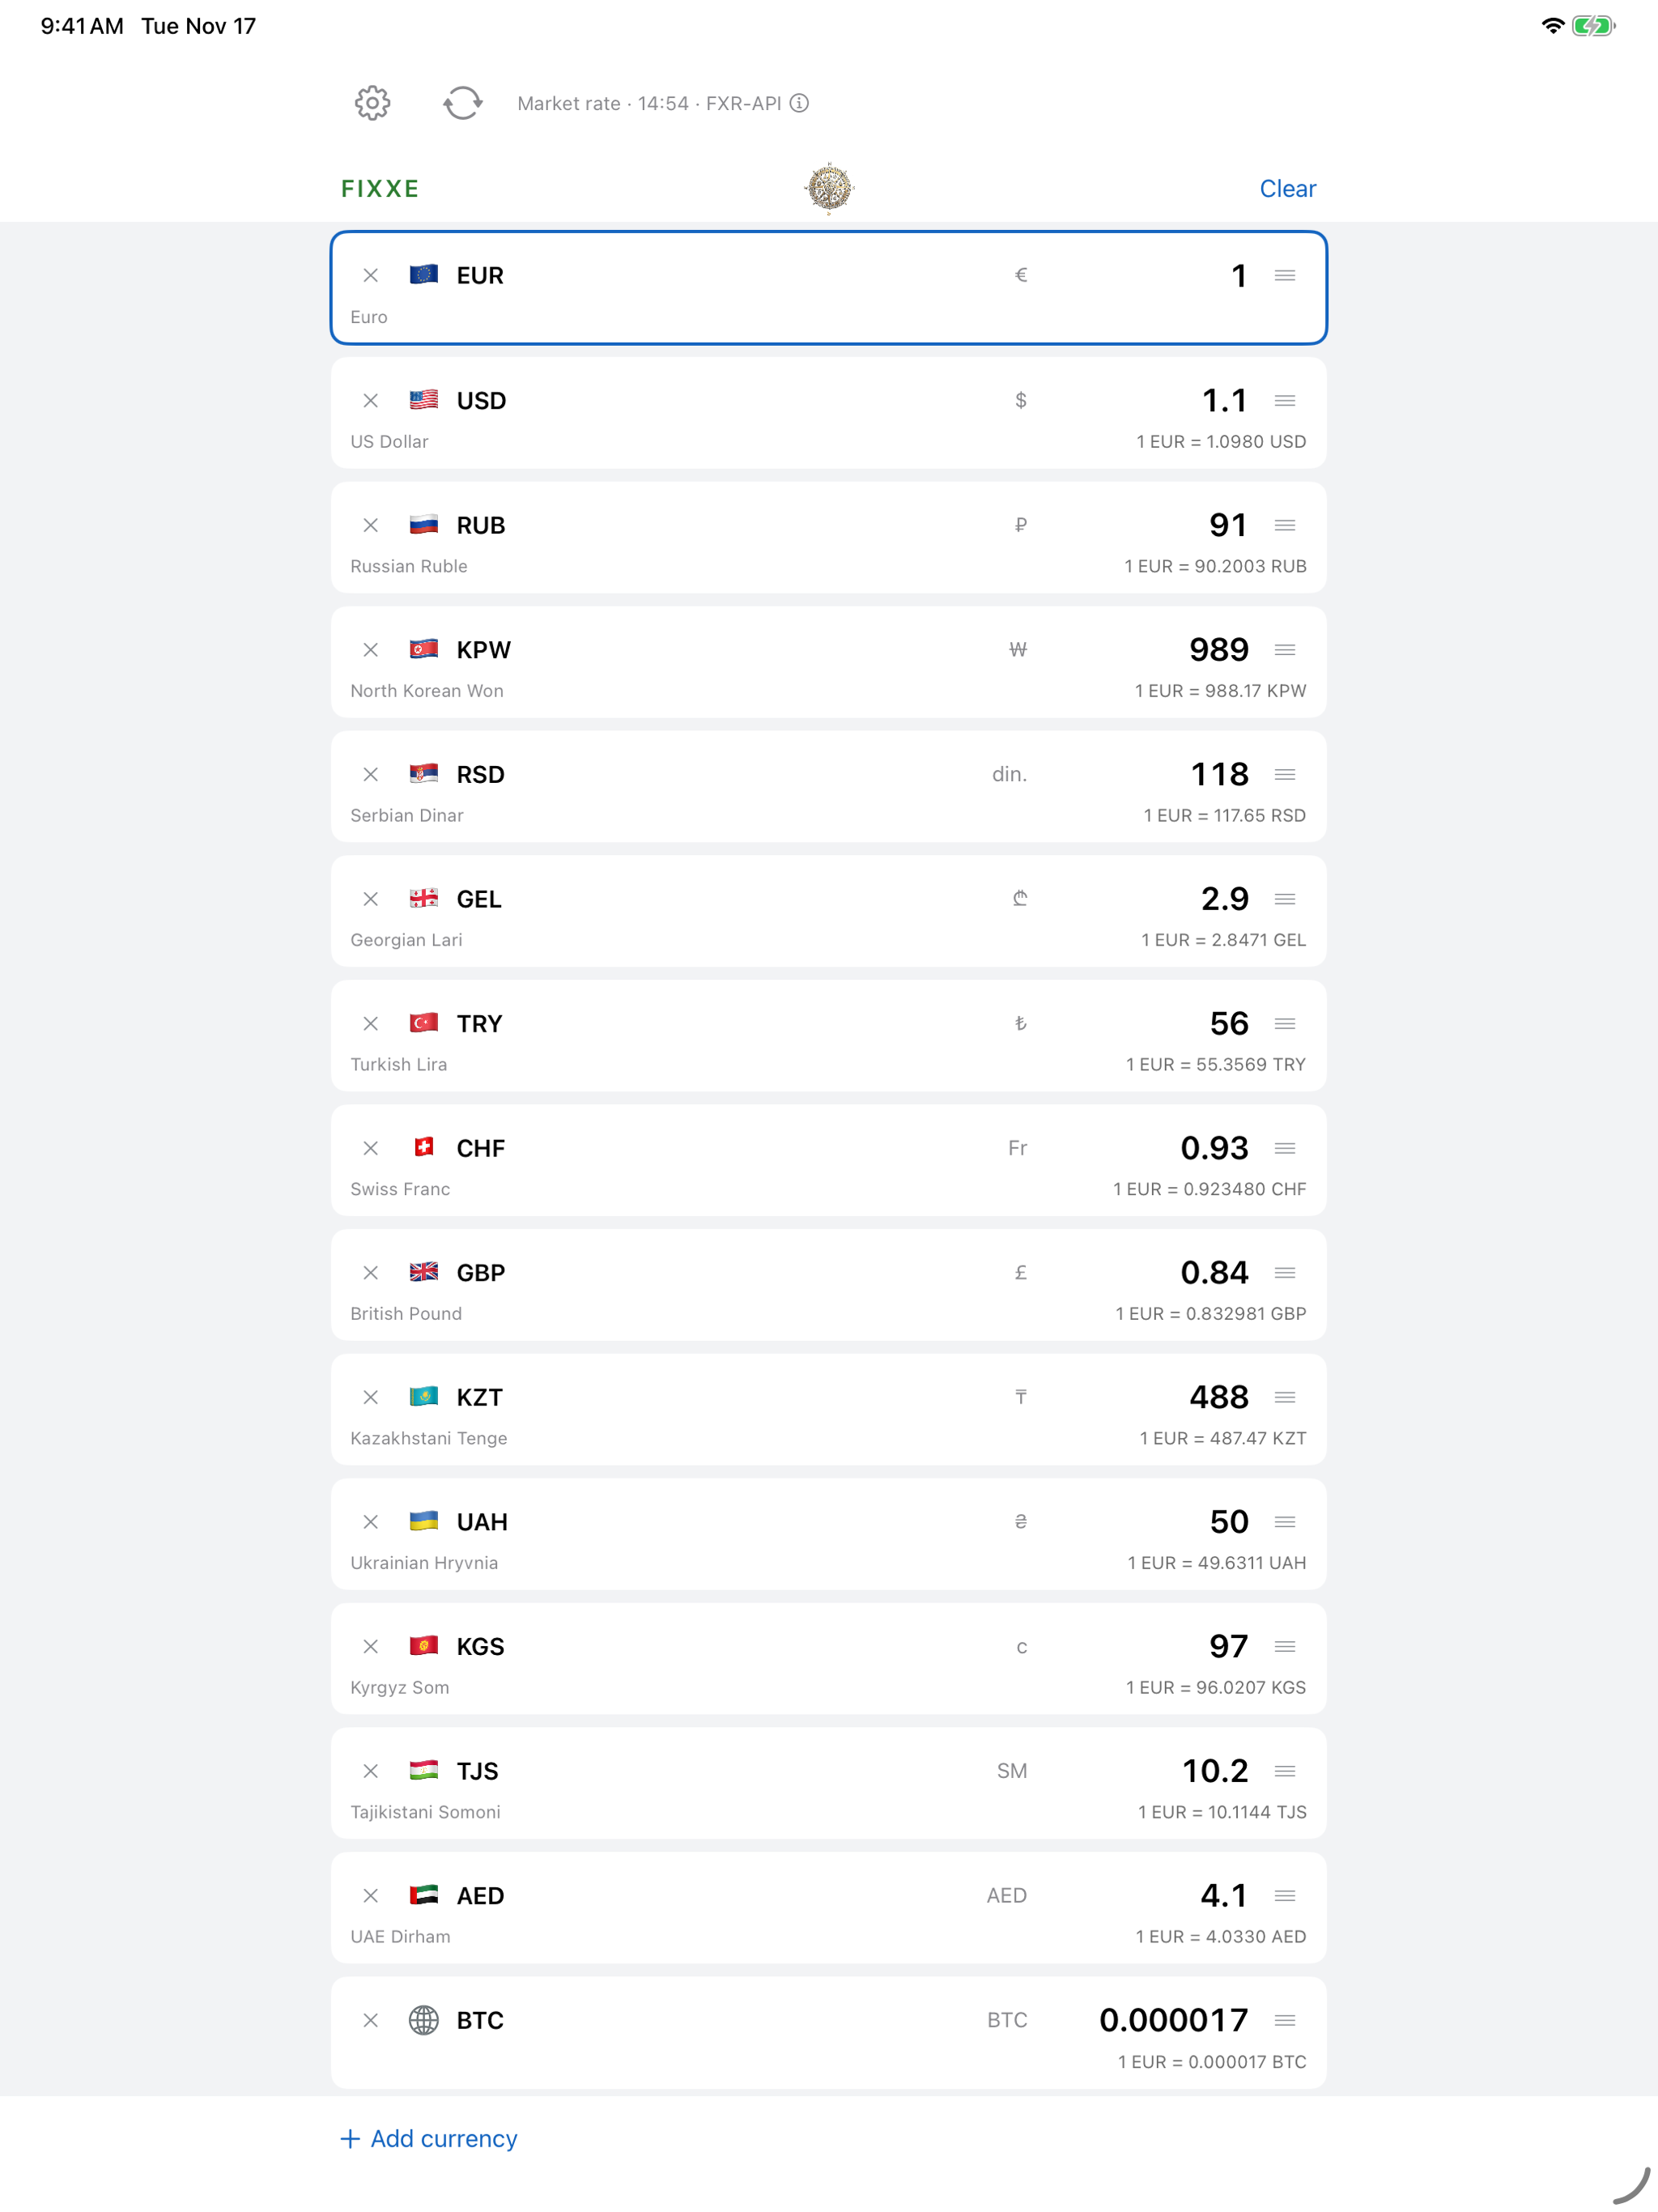 9:41 AM Tue Nov 17
Market rate · 14:54 · FXR-API
FIXXE
Clear
EUR € 1
Euro
USD $ 1.1
US Dollar 1 EUR = 1.0980 USD
RUB ₽ 91
Russian Ruble 1 EUR = 90.2003 RUB
KPW ₩ 989
North Korean Won 1 EUR = 988.17 KPW
RSD din. 118
Serbian Dinar 1 EUR = 117.65 RSD
GEL ₾ 2.9
Georgian Lari 1 EUR = 2.8471 GEL
TRY ₺ 56
Turkish Lira 1 EUR = 55.3569 TRY
CHF Fr 0.93
Swiss Franc 1 EUR = 0.923480 CHF
GBP £ 0.84
British Pound 1 EUR = 0.832981 GBP
KZT ₸ 488
Kazakhstani Tenge 1 EUR = 487.47 KZT
UAH ₴ 50
Ukrainian Hryvnia 1 EUR = 49.6311 UAH
KGS с 97
Kyrgyz Som 1 EUR = 96.0207 KGS
TJS SM 10.2
Tajikistani Somoni 1 EUR = 10.1144 TJS
AED AED 4.1
UAE Dirham 1 EUR = 4.0330 AED
BTC BTC 0.000017
1 EUR = 0.000017 BTC
+ Add currency